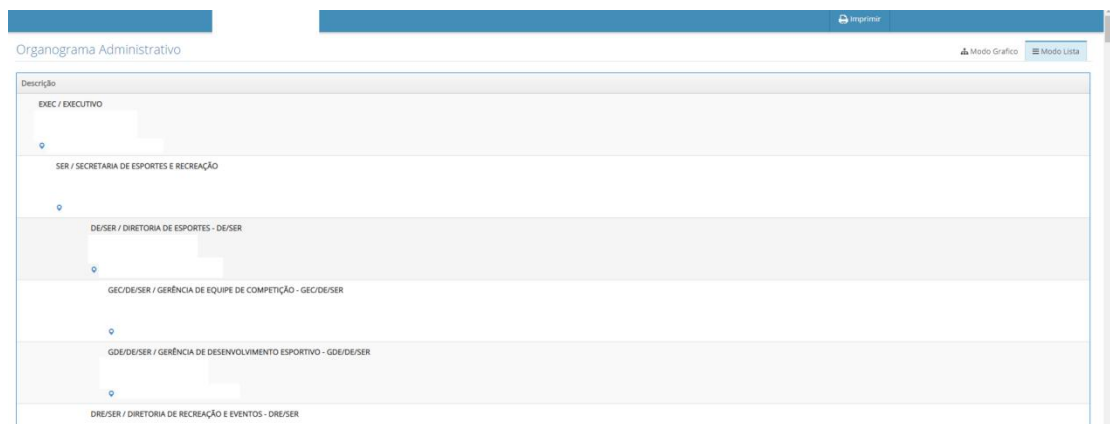 Imprimir
Organograma Administrativo
Modo Grafico
Modo Lista
Descrição
EXEC / EXECUTIVO
SER / SECRETARIA DE ESPORTES E RECREAÇÃO
DE/SER / DIRETORIA DE ESPORTES - DE/SER
GEC/DE/SER / GERÊNCIA DE EQUIPE DE COMPETIÇÃO - GEC/DE/SER
GDE/DE/SER / GERÊNCIA DE DESENVOLVIMENTO ESPORTIVO - GDE/DE/SER
DRE/SER / DIRETORIA DE RECREAÇÃO E EVENTOS - DRE/SER